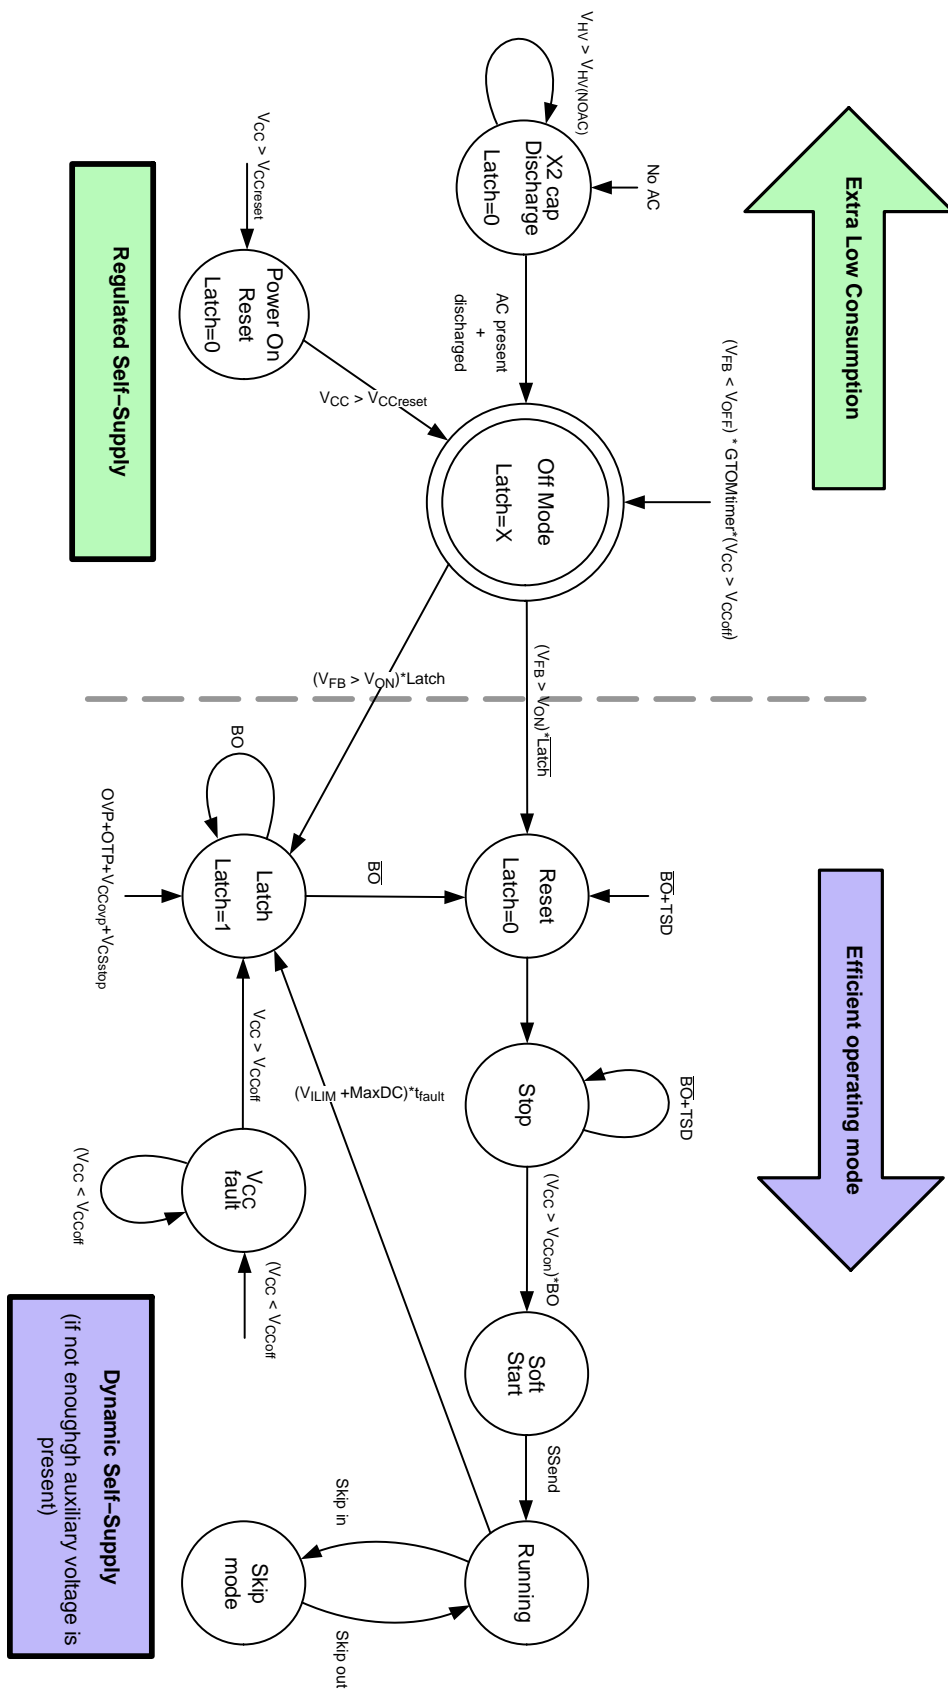 Extra Low Consumption
Efficient operating mode
(VFB < VOFF) * GTOMtimer*(VCC > VCCoff)
No AC
B̅O̅+TSD
B̅O̅+TSD
VHV > VHV(NOAC)
X2 cap
Discharge
Latch=0
AC present
+
discharged
Off Mode
Latch=X
(VFB > VON)*L̅a̅t̅c̅h̅
Reset
Latch=0
Stop
(VCC > VCCon)*BO
Soft
Start
SSend
Running
VCC > VCCreset
Power On
Reset
Latch=0
VCC > VCCreset
(VFB > VON)*Latch
BO
B̅O̅
Latch
Latch=1
OVP+OTP+VCCovp+VCSstop
VCC > VCCoff
(VILIM +MaxDC)*tfault
VCC
fault
(VCC < VCCoff
(VCC < VCCoff
Skip in
Skip out
Skip
mode
Regulated Self−Supply
Dynamic Self−Supply
(if not enoughgh auxiliary voltage is
present)